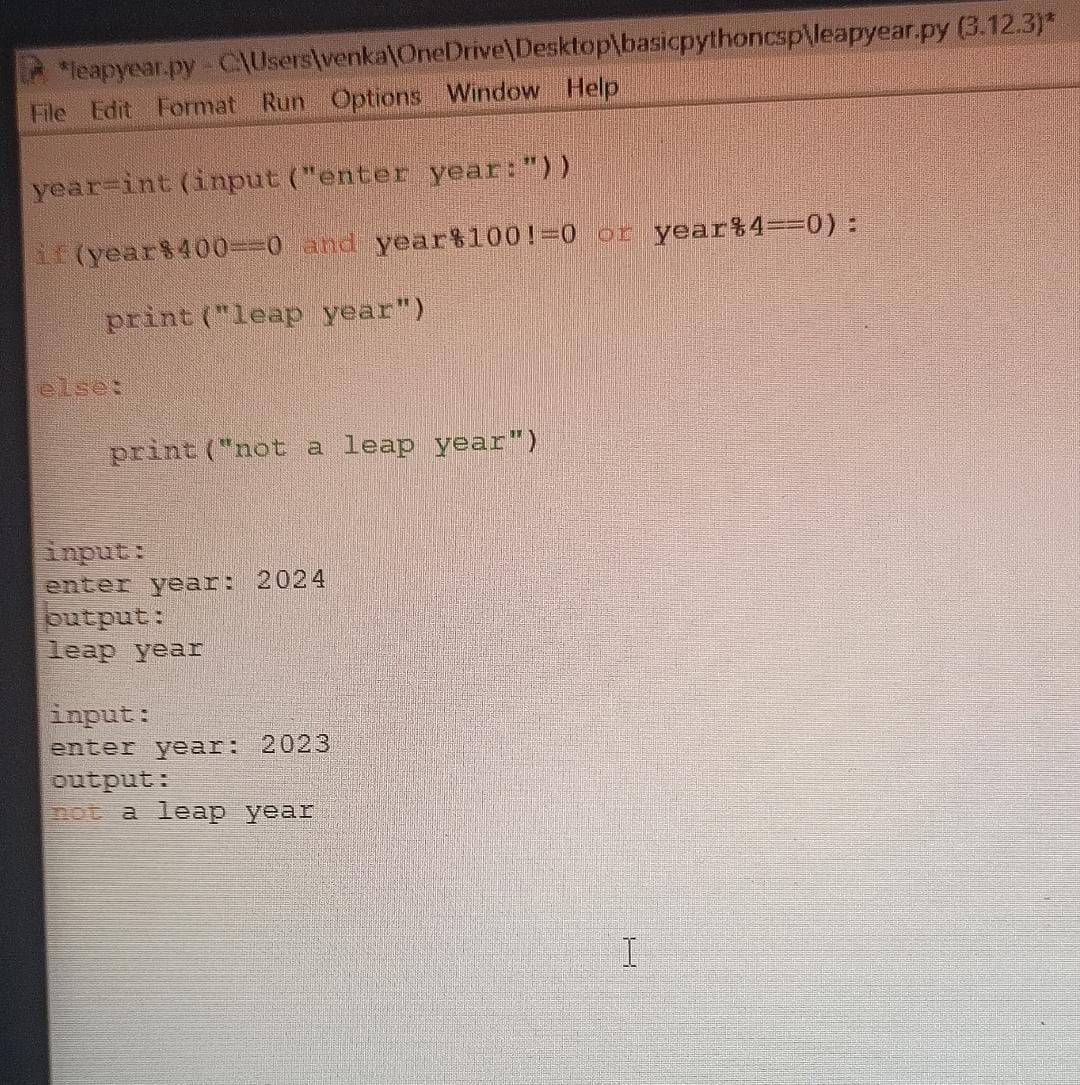 *leapyear.py - C:\Users\venka\OneDrive\Desktop\basicpythoncsp\leapyear.py (3.12.3)*
File Edit Format Run Options Window Help
year=int(input("enter year:"))
if(year%400==0 and year%100!=0 or year%4==0):
    print("leap year")
else:
    print("not a leap year")
input:
enter year: 2024
output:
leap year
input:
enter year: 2023
output:
not a leap year